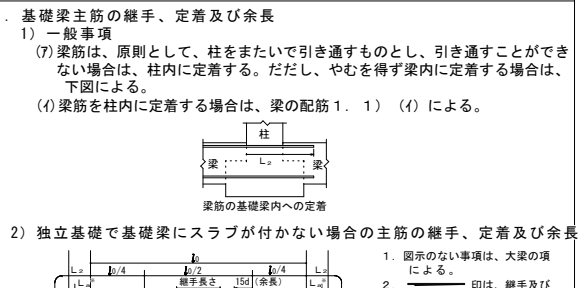 ．基礎梁主筋の継手、定着及び余長
1）一般事項
(ｱ)梁筋は、原則として、柱をまたいで引き通すものとし、引き通すことができ
ない場合は、柱内に定着する。だだし、やむを得ず梁内に定着する場合は、
下図による。
(ｲ)梁筋を柱内に定着する場合は、梁の配筋１．１）(ｲ) による。
柱
梁 L₂ 梁
梁筋の基礎梁内への定着
2）独立基礎で基礎梁にスラブが付かない場合の主筋の継手、定着及び余長
l0
L₂ l0/4 l0/2 l0/4 L₂
継手長さ 15d (余長)
1．図示のない事項は、大梁の項
による。
2．印は、継手及び